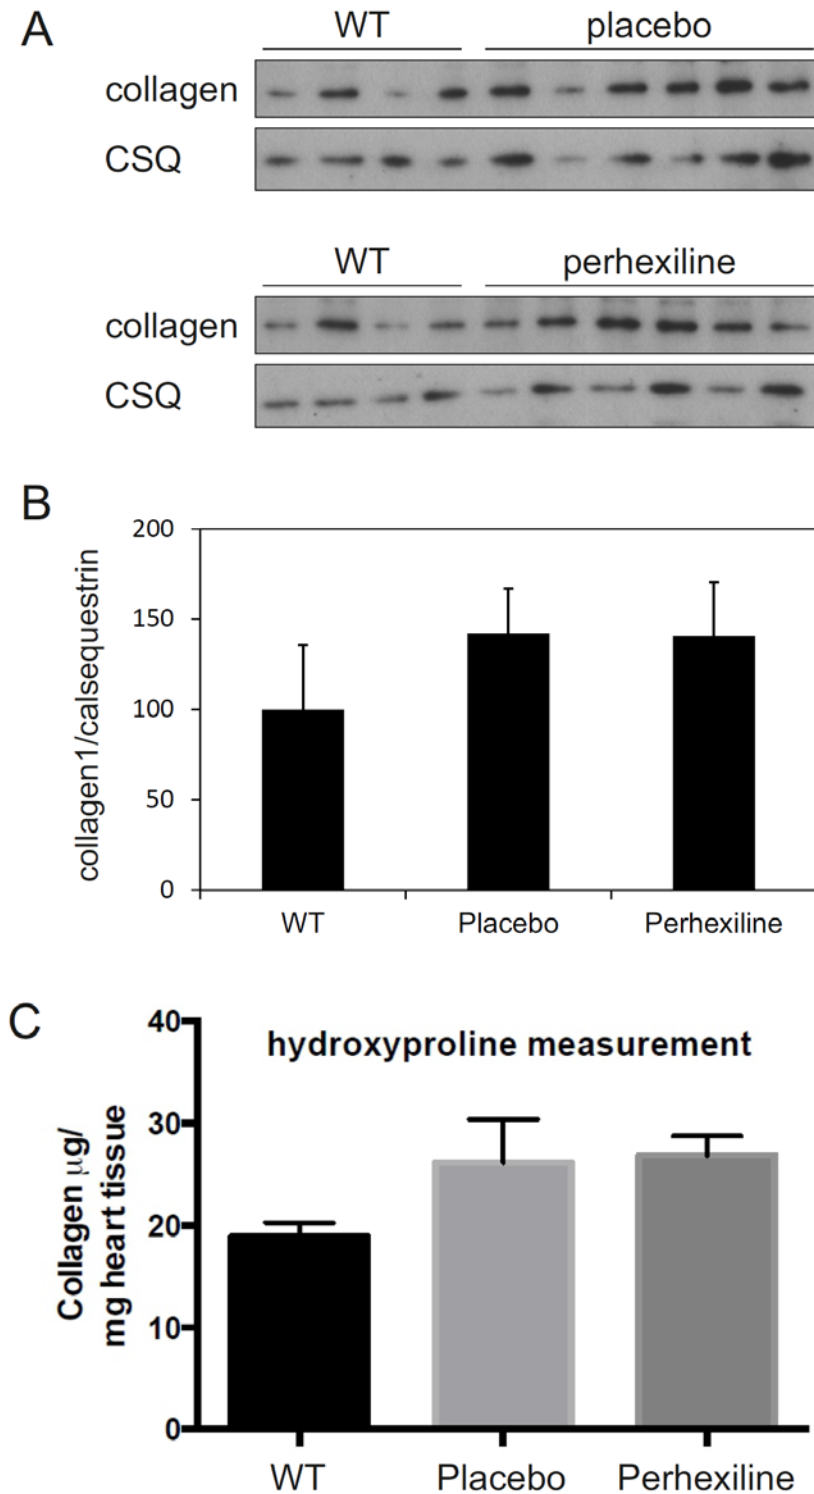 A
WT placebo
collagen
CSQ
WT perhexiline
collagen
CSQ
B
collagen1/calsequestrin
200
150
100
50
0
WT Placebo Perhexiline
C
hydroxyproline measurement
Collagen µg/
mg heart tissue
40
30
20
10
0
WT Placebo Perhexiline